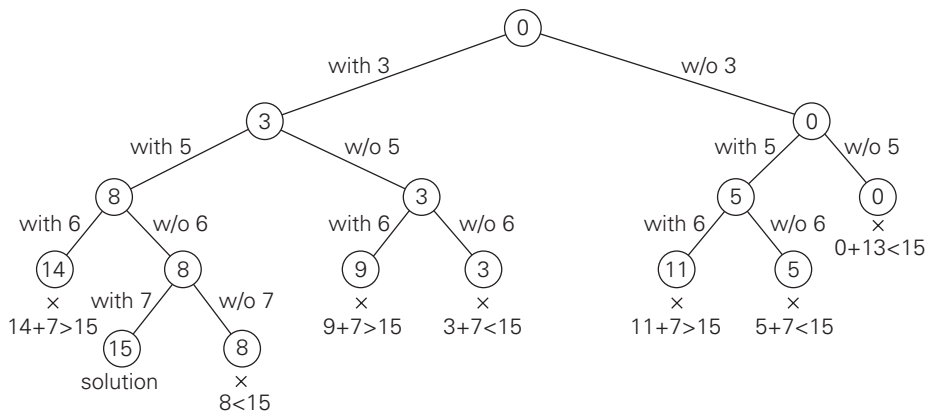 0
with 3
w/o 3
3
0
with 5
w/o 5
with 5
w/o 5
8
3
5
0
with 6
w/o 6
with 6
w/o 6
with 6
w/o 6
×
0+13<15
14
8
9
3
11
5
×
with 7
w/o 7
×
×
×
×
14+7>15
9+7>15
3+7<15
11+7>15
5+7<15
15
8
solution
×
8<15